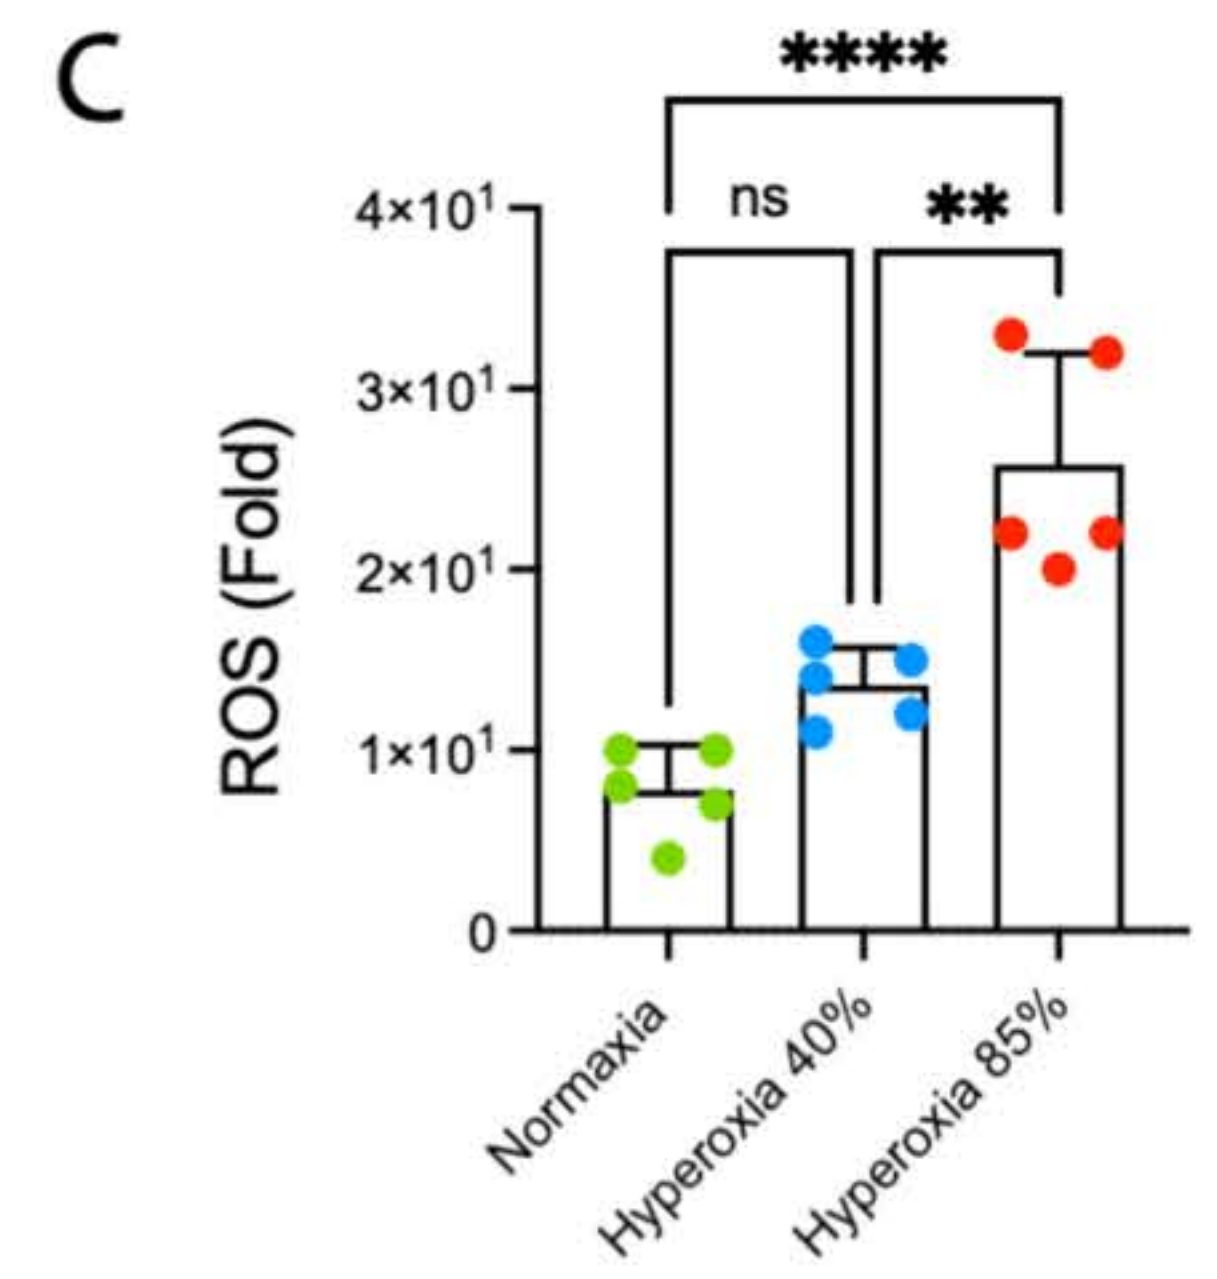 C
****
ns
**
4×10¹
3×10¹
2×10¹
1×10¹
0
ROS (Fold)
Normaxia
Hyperoxia 40%
Hyperoxia 85%